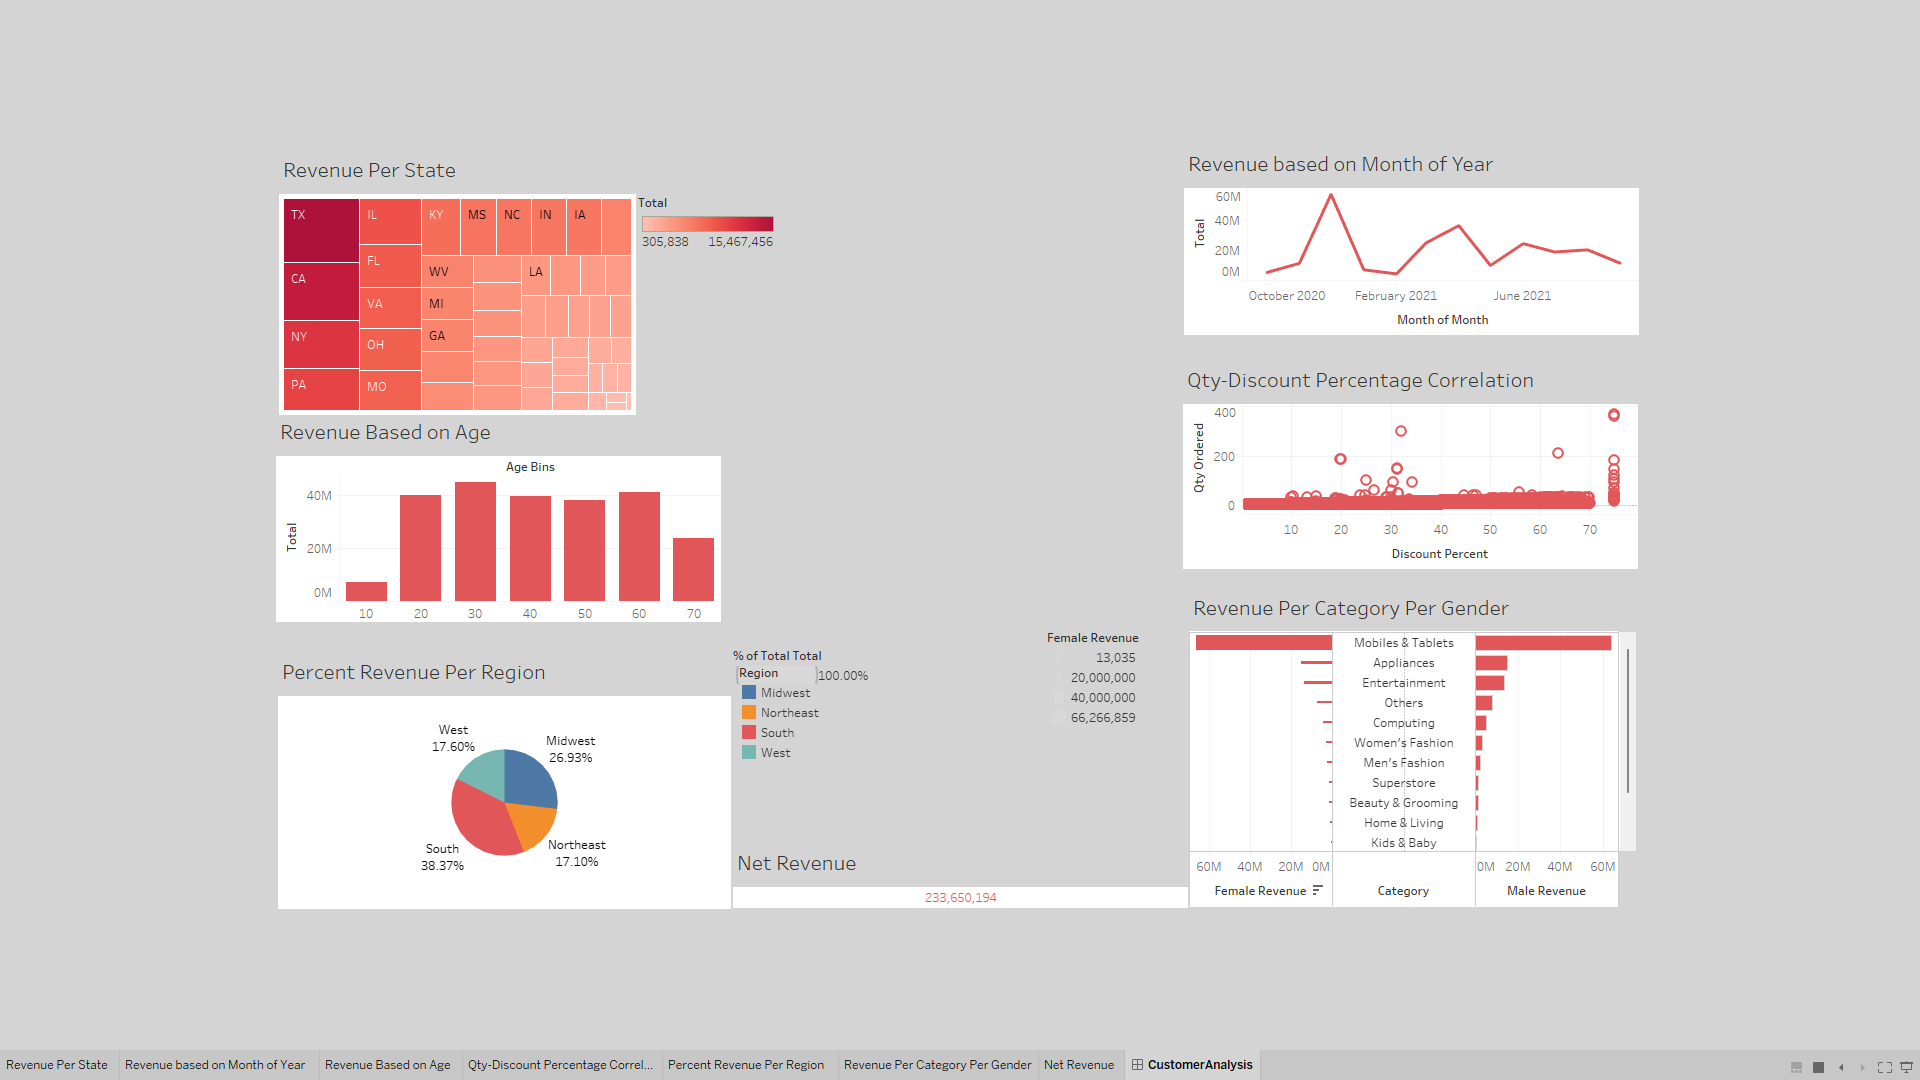 Revenue Per State
TX
CA
NY
PA
IL
FL
VA
OH
MO
KY
MS
NC
IN
IA
WV
MI
GA
LA
Total
305,838 15,467,456
Revenue Based on Age
Age Bins
Total
40M
20M
0M
10 20 30 40 50 60 70
Percent Revenue Per Region
West
17.60%
Midwest
26.93%
South
38.37%
Northeast
17.10%
% of Total Total
100.00%
Region
Midwest
Northeast
South
West
Female Revenue
13,035
20,000,000
40,000,000
66,266,859
Net Revenue
233,650,194
Revenue based on Month of Year
Total
60M
40M
20M
0M
October 2020 February 2021 June 2021
Month of Month
Qty-Discount Percentage Correlation
Qty Ordered
400
200
0
10 20 30 40 50 60 70
Discount Percent
Revenue Per Category Per Gender
Mobiles & Tablets
Appliances
Entertainment
Others
Computing
Women's Fashion
Men's Fashion
Superstore
Beauty & Grooming
Home & Living
Kids & Baby
60M 40M 20M 0M 0M 20M 40M 60M
Female Revenue Category Male Revenue
Revenue Per State Revenue based on Month of Year Revenue Based on Age Qty-Discount Percentage Correl... Percent Revenue Per Region Revenue Per Category Per Gender Net Revenue CustomerAnalysis